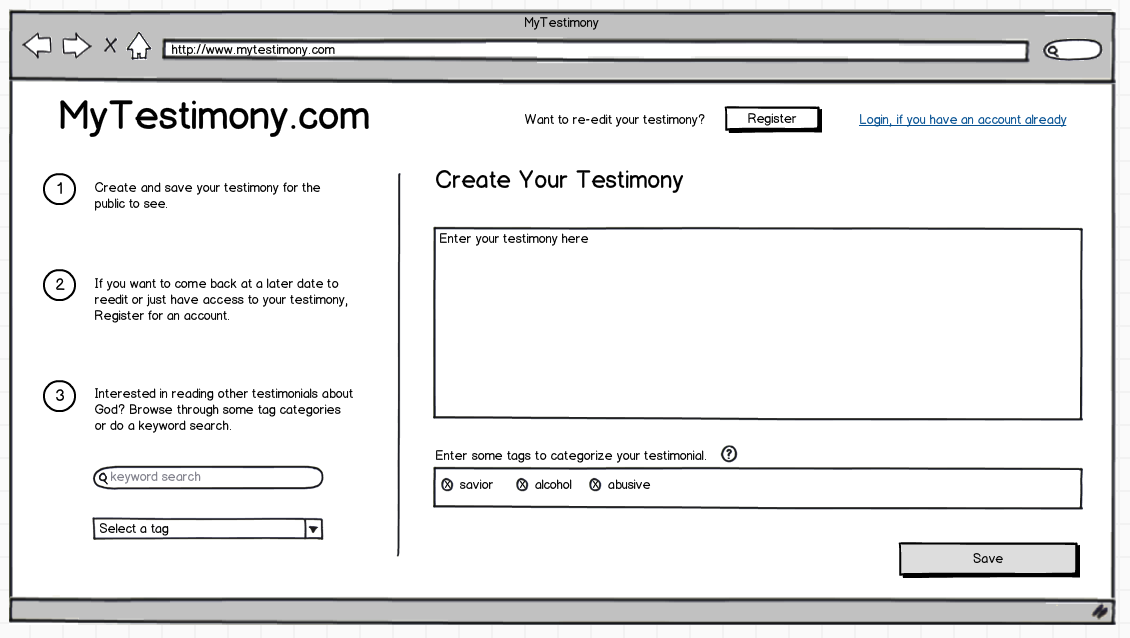 MyTestimony
http://www.mytestimony.com
MyTestimony.com
Want to re-edit your testimony?
Register
Login, if you have an account already
1
Create and save your testimony for the
public to see.
2
If you want to come back at a later date to
reedit or just have access to your testimony,
Register for an account.
3
Interested in reading other testimonials about
God? Browse through some tag categories
or do a keyword search.
keyword search
Select a tag
Create Your Testimony
Enter your testimony here
Enter some tags to categorize your testimonial.
?
savior
alcohol
abusive
Save